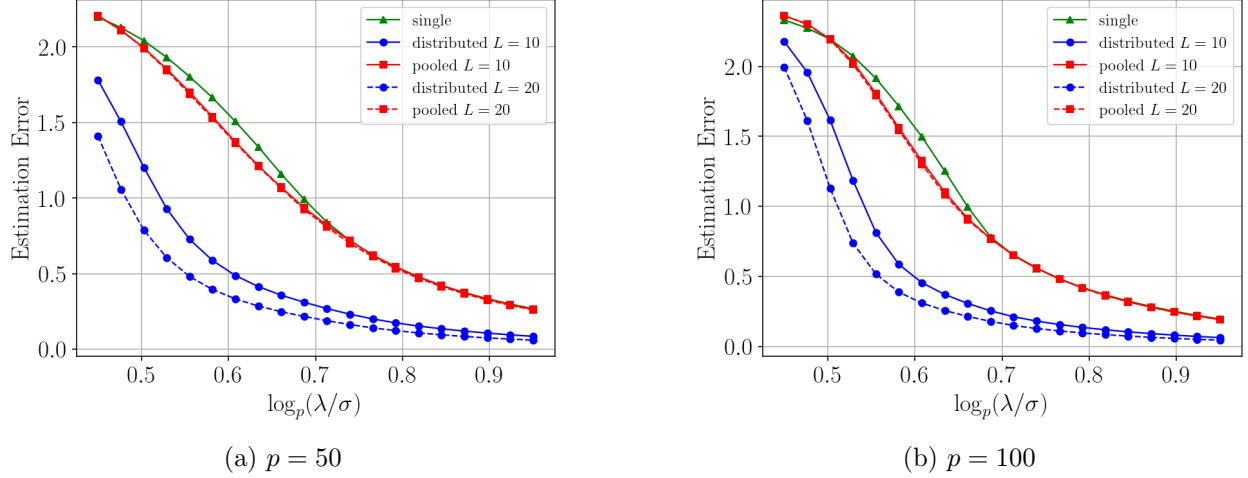 single
distributed L = 10
pooled L = 10
distributed L = 20
pooled L = 20
2.0
1.5
1.0
0.5
0.0
Estimation Error
0.5 0.6 0.7 0.8 0.9
log_p(λ/σ)
(a) p = 50
single
distributed L = 10
pooled L = 10
distributed L = 20
pooled L = 20
2.0
1.5
1.0
0.5
0.0
Estimation Error
0.5 0.6 0.7 0.8 0.9
log_p(λ/σ)
(b) p = 100